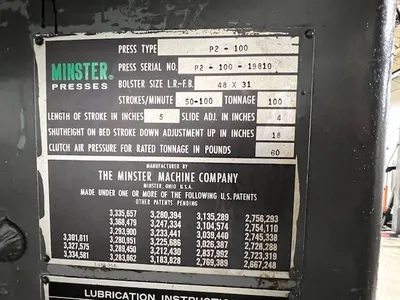 MINSTER®
PRESSES
PRESS TYPE P2-100
PRESS SERIAL NO. P2-100-19810
BOLSTER SIZE L.R.-F.B. 48 X 31
STROKES/MINUTE 50-100 TONNAGE 100
LENGTH OF STROKE IN INCHES 5 SLIDE ADJ. IN INCHES 4
SHUTHEIGHT ON BED STROKE DOWN ADJUSTMENT UP IN INCHES 18
CLUTCH AIR PRESSURE FOR RATED TONNAGE IN POUNDS 60
MANUFACTURED BY
THE MINSTER MACHINE COMPANY
MINSTER, OHIO U.S.A.
MADE UNDER ONE OR MORE OF THE FOLLOWING U.S. PATENTS
OTHER PATENTS PENDING
3,335,657 3,280,394 3,135,289 2,756,293
3,368,479 3,247,334 3,104,574 2,754,110
3,293,900 3,233,441 3,039,440 2,745,338
3,301,611 3,280,951 3,225,686 3,026,387 2,728,788
3,327,575 3,289,450 3,212,430 2,837,992 2,723,319
3,334,581 3,283,862 3,183,828 2,769,389 2,667,248
LUBRICATION INSTRUCTION